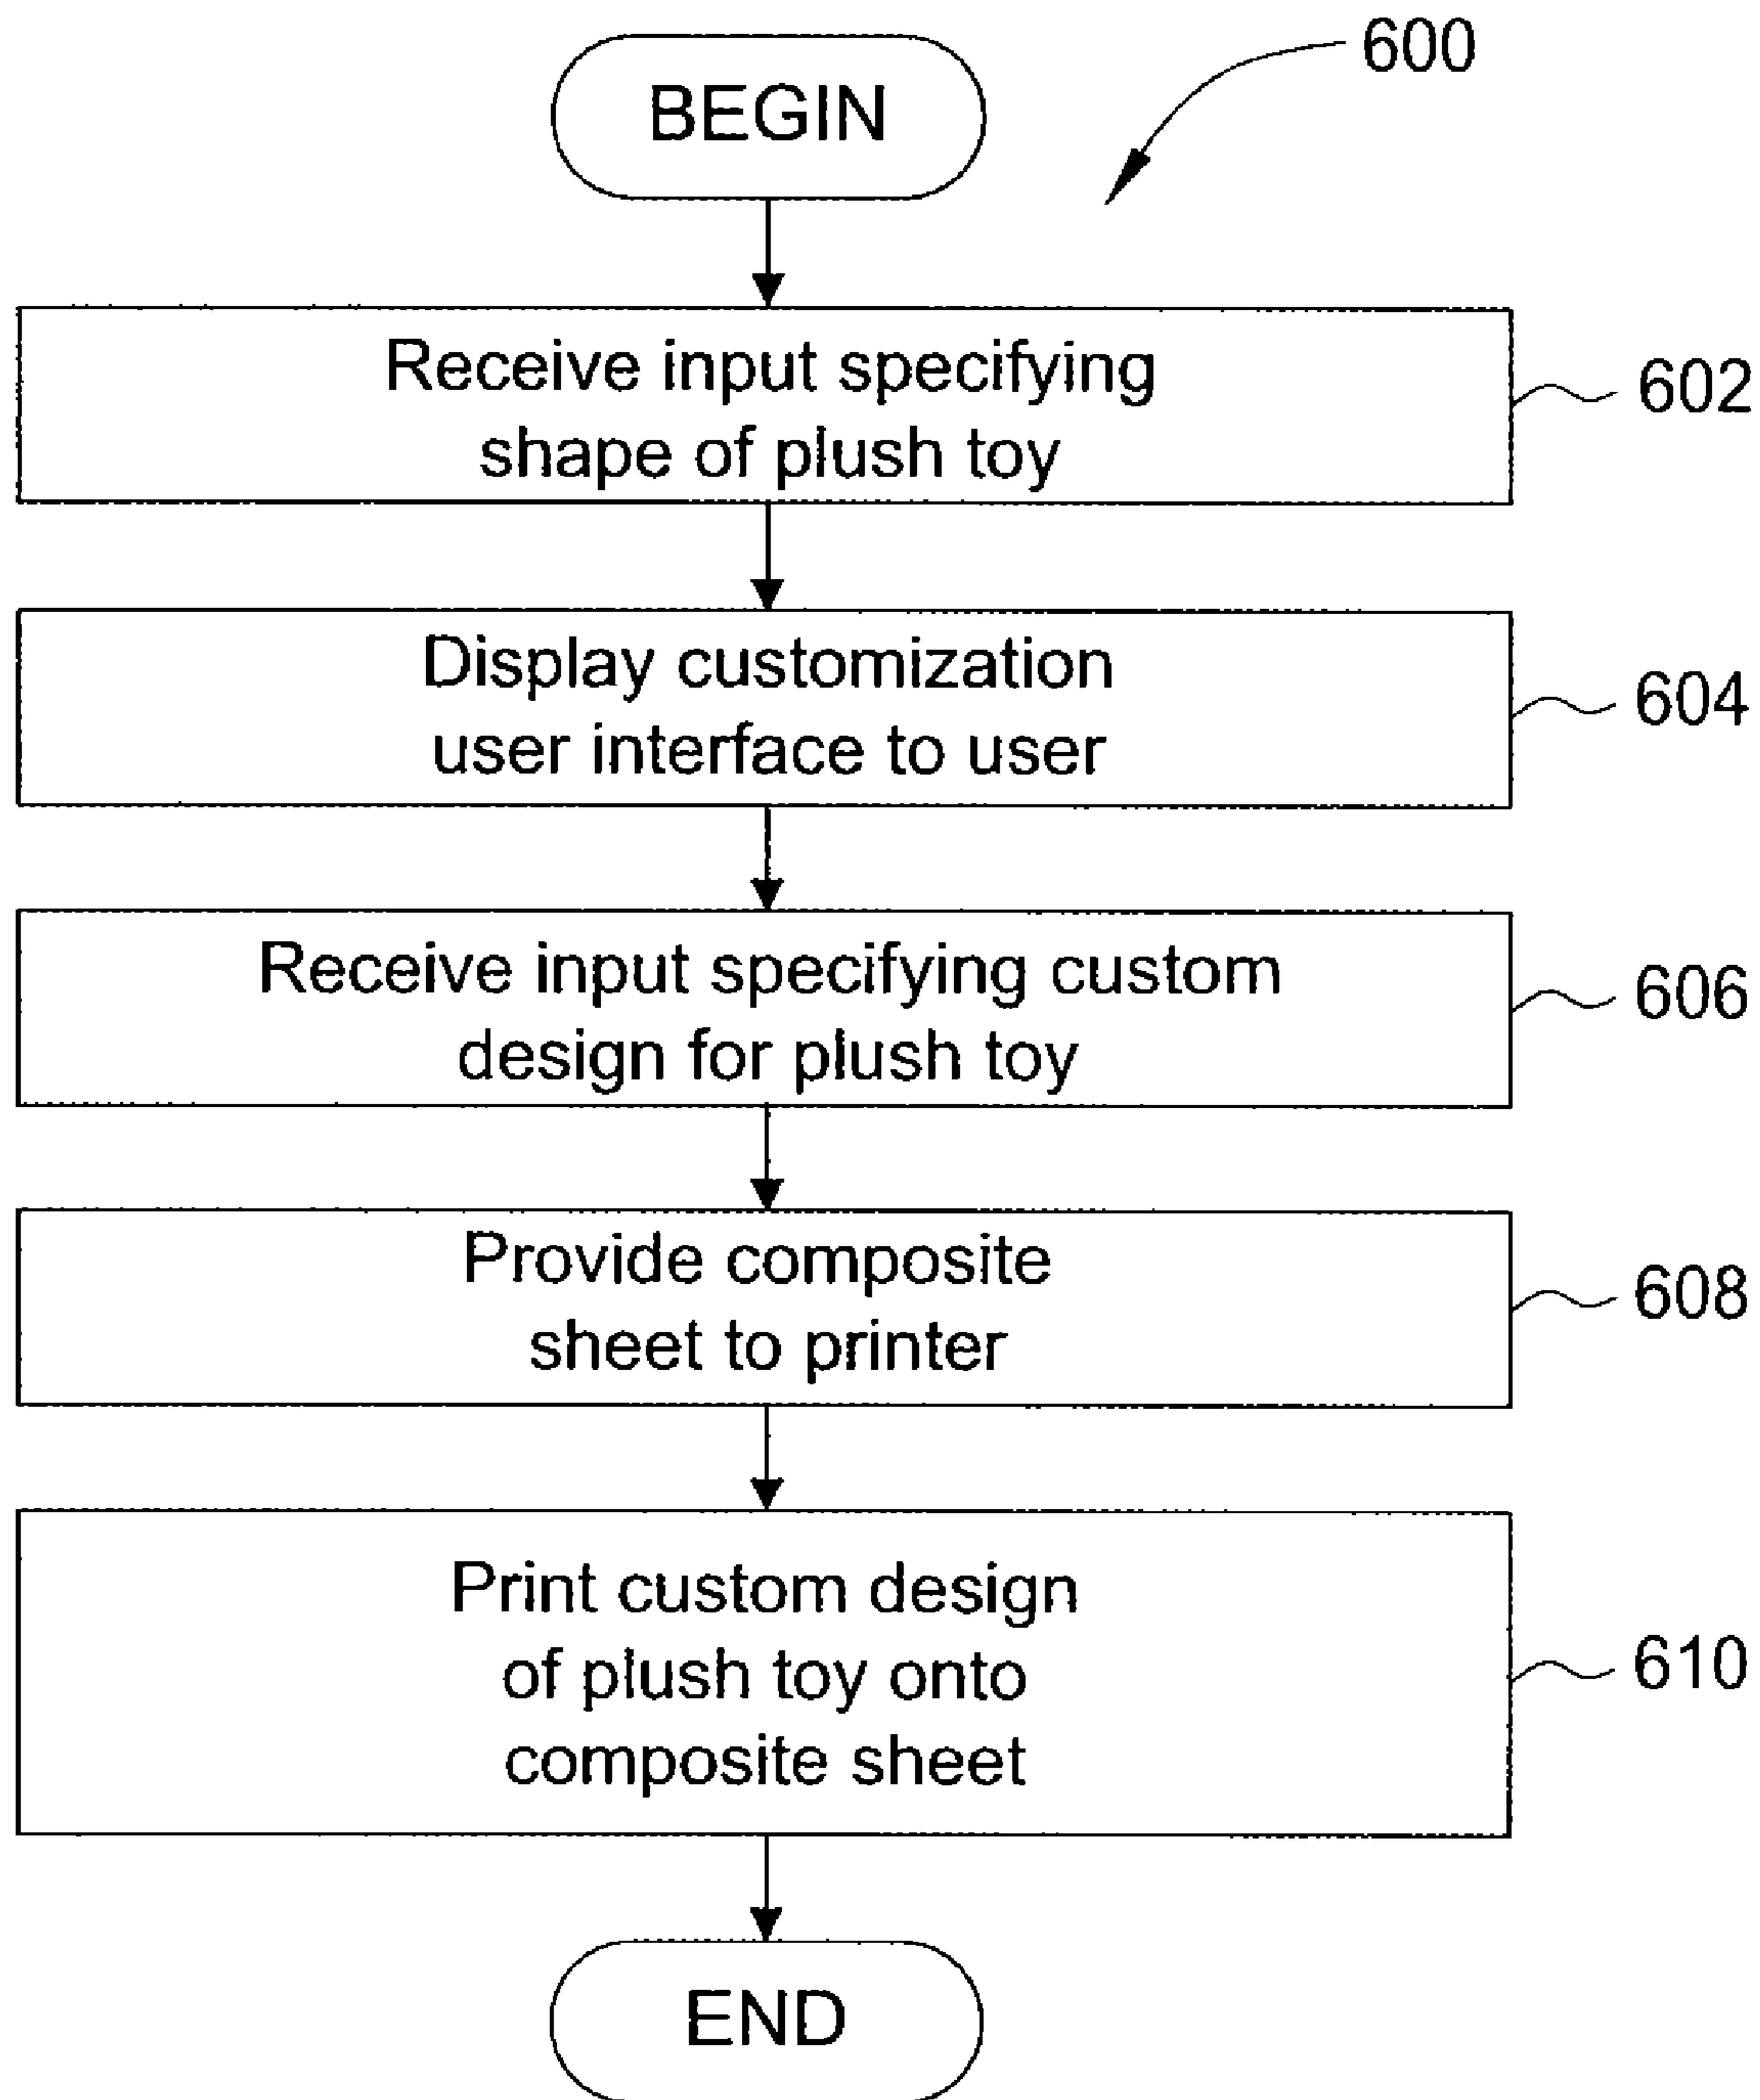 600
BEGIN
Receive input specifying
shape of plush toy
602
Display customization
user interface to user
604
Receive input specifying custom
design for plush toy
606
Provide composite
sheet to printer
608
Print custom design
of plush toy onto
composite sheet
610
END